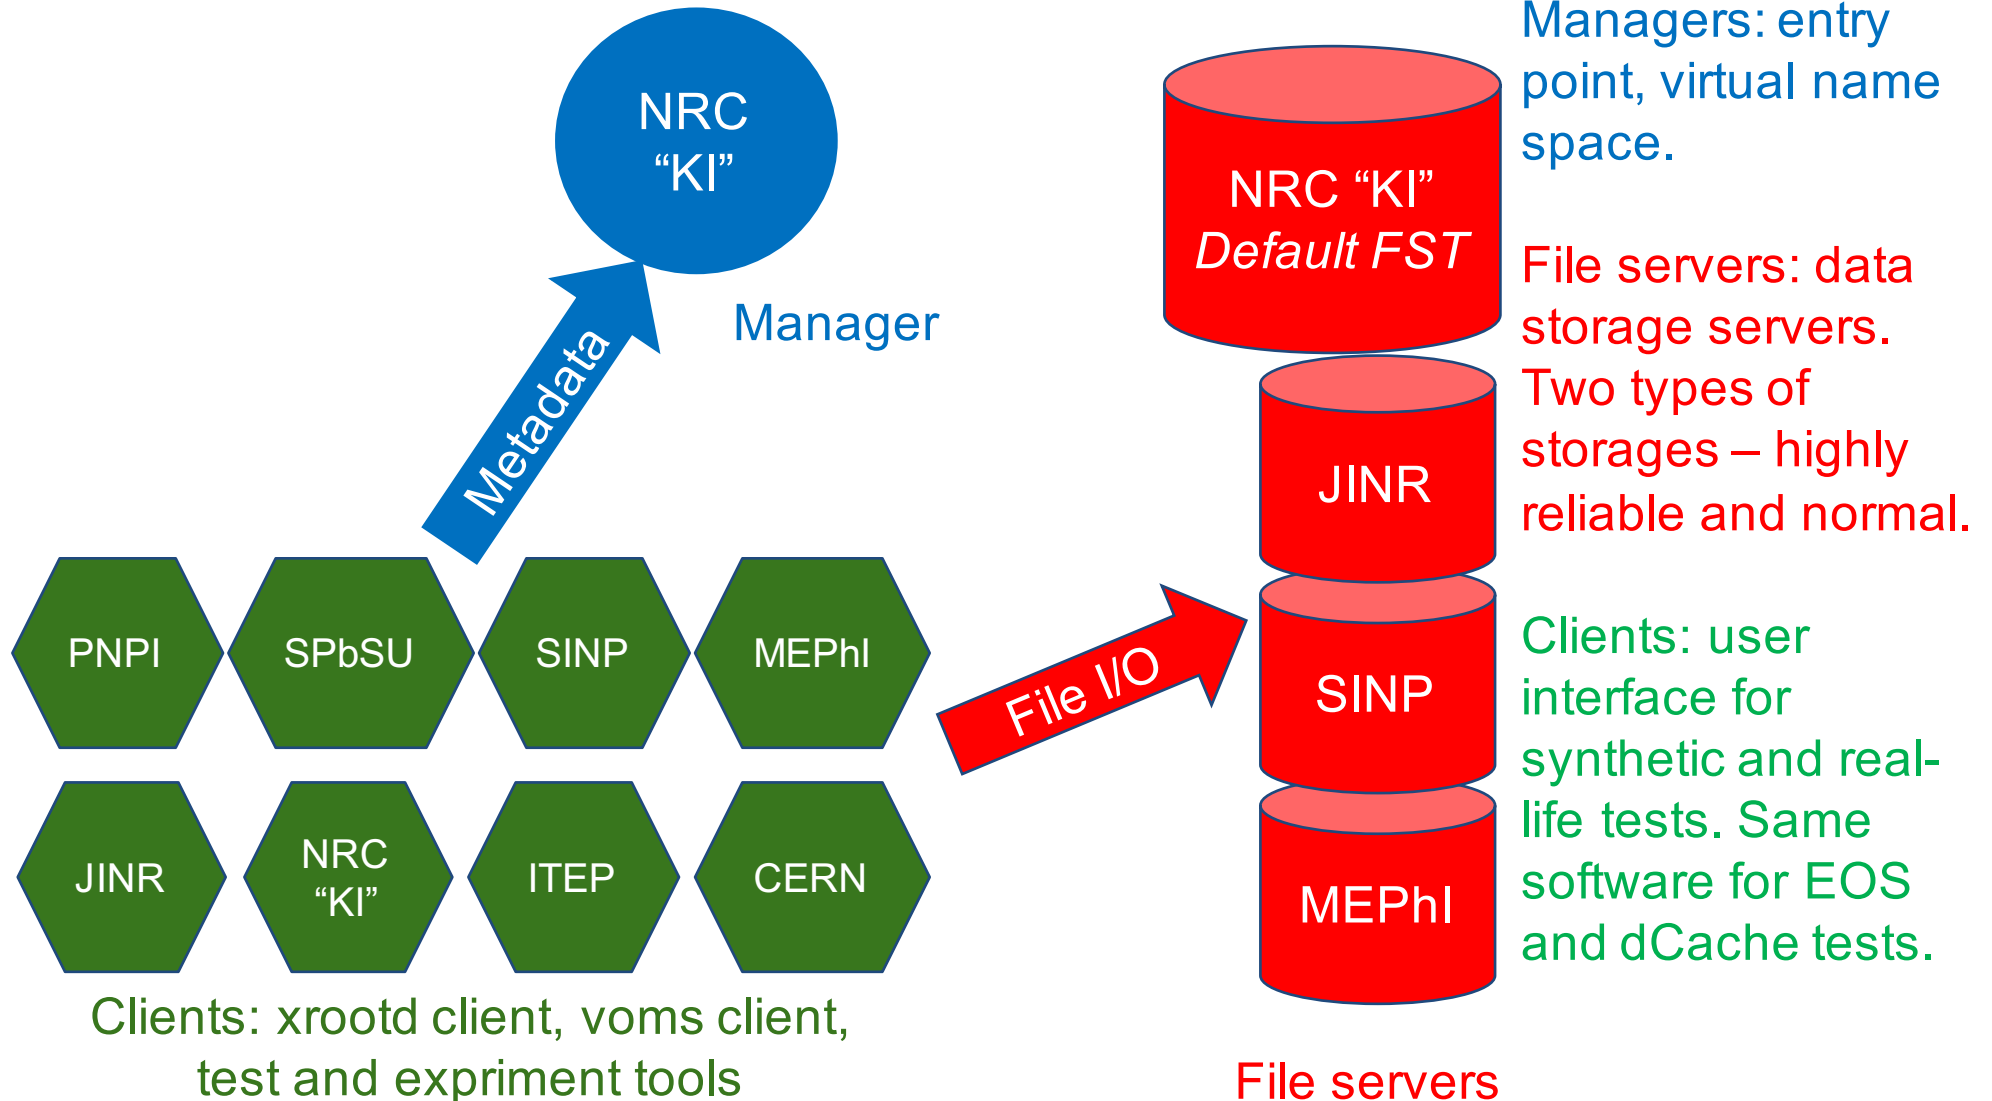 NRC
“KI”
Manager
Metadata
PNPI
SPbSU
SINP
MEPhI
JINR
NRC
“KI”
ITEP
CERN
Clients: xrootd client, voms client,
test and expriment tools
File I/O
NRC “KI”
Default FST
JINR
SINP
MEPhI
File servers
Managers: entry
point, virtual name
space.
File servers: data
storage servers.
Two types of
storages – highly
reliable and normal.
Clients: user
interface for
synthetic and real-
life tests. Same
software for EOS
and dCache tests.